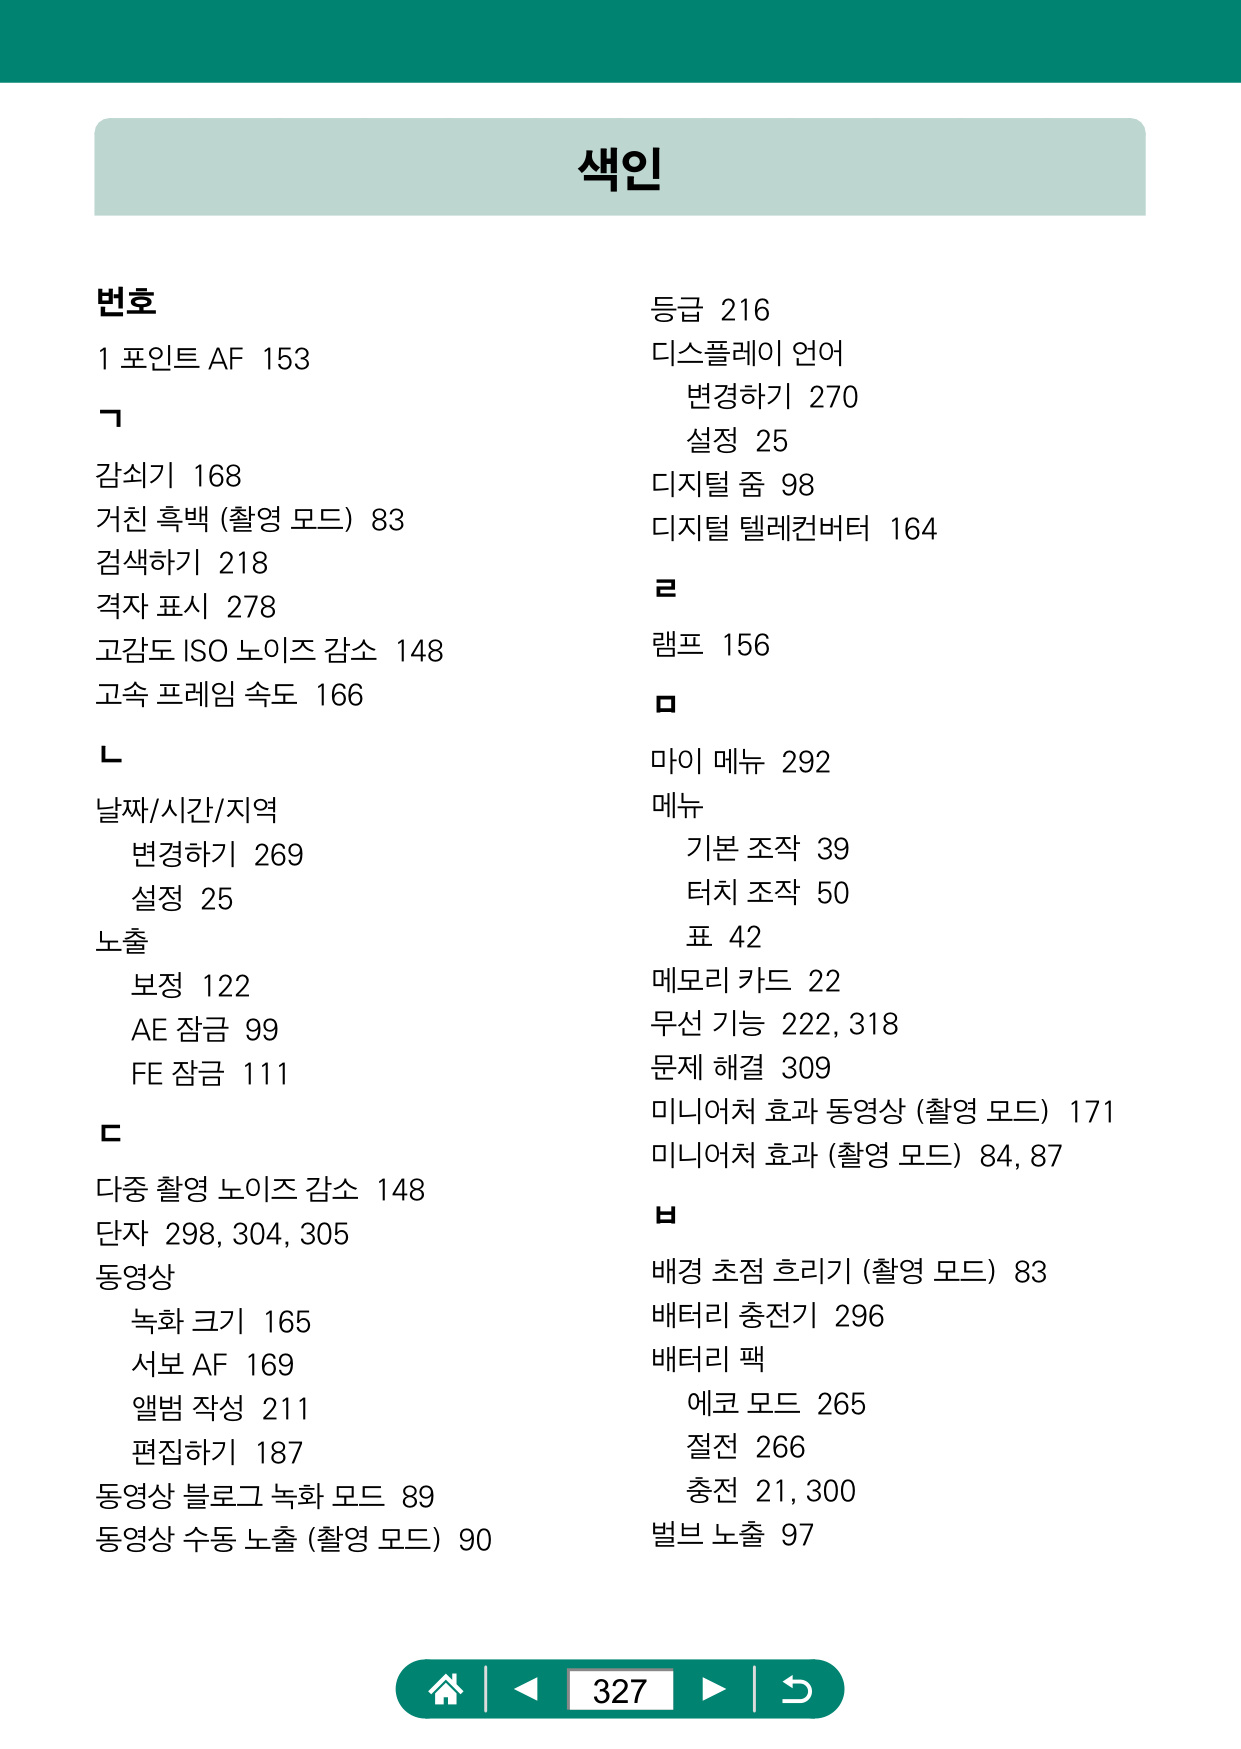 색인
번호
1 포인트 AF 153
ㄱ
감쇠기 168
거친 흑백 (촬영 모드) 83
검색하기 218
격자 표시 278
고감도 ISO 노이즈 감소 148
고속 프레임 속도 166
ㄴ
날짜/시간/지역
변경하기 269
설정 25
노출
보정 122
AE 잠금 99
FE 잠금 111
ㄷ
다중 촬영 노이즈 감소 148
단자 298, 304, 305
동영상
녹화 크기 165
서보 AF 169
앨범 작성 211
편집하기 187
동영상 블로그 녹화 모드 89
동영상 수동 노출 (촬영 모드) 90
등급 216
디스플레이 언어
변경하기 270
설정 25
디지털 줌 98
디지털 텔레컨버터 164
ㄹ
램프 156
ㅁ
마이 메뉴 292
메뉴
기본 조작 39
터치 조작 50
표 42
메모리 카드 22
무선 기능 222, 318
문제 해결 309
미니어처 효과 동영상 (촬영 모드) 171
미니어처 효과 (촬영 모드) 84, 87
ㅂ
배경 초점 흐리기 (촬영 모드) 83
배터리 충전기 296
배터리 팩
에코 모드 265
절전 266
충전 21, 300
벌브 노출 97
327